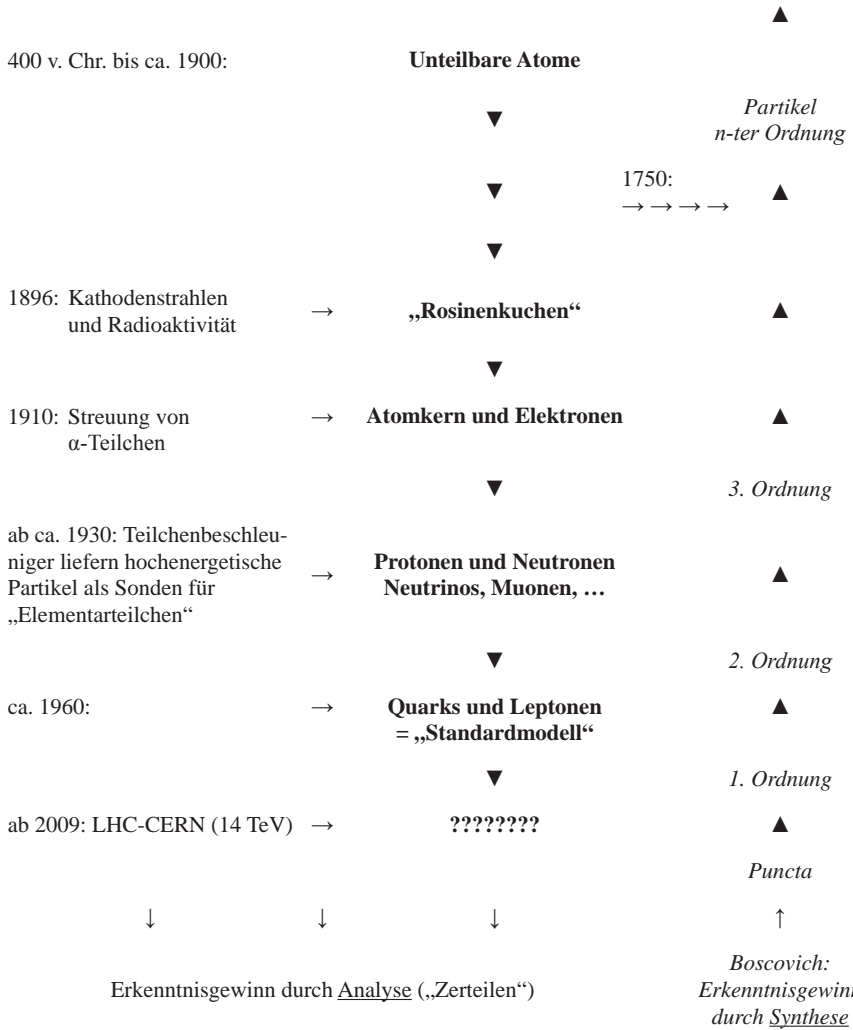 ▲
400 v. Chr. bis ca. 1900: Unteilbare Atome
▼ Partikel
n-ter Ordnung
1750:
▼ → → → → ▲
▼
1896: Kathodenstrahlen
und Radioaktivität → „Rosinenkuchen“ ▲
▼
1910: Streuung von → Atomkern und Elektronen ▲
α-Teilchen
▼ 3. Ordnung
ab ca. 1930: Teilchenbeschleu-
niger liefern hochenergetische Protonen und Neutronen
Partikel als Sonden für → Neutrinos, Muonen, … ▲
„Elementarteilchen“
▼ 2. Ordnung
ca. 1960: → Quarks und Leptonen ▲
= „Standardmodell“
▼ 1. Ordnung
ab 2009: LHC-CERN (14 TeV) → ???????? ▲
Puncta
↓ ↓ ↓ ↑
Boscovich:
Erkenntnisgewinn durch Analyse („Zerteilen“) Erkenntnisgewin
durch Synthese